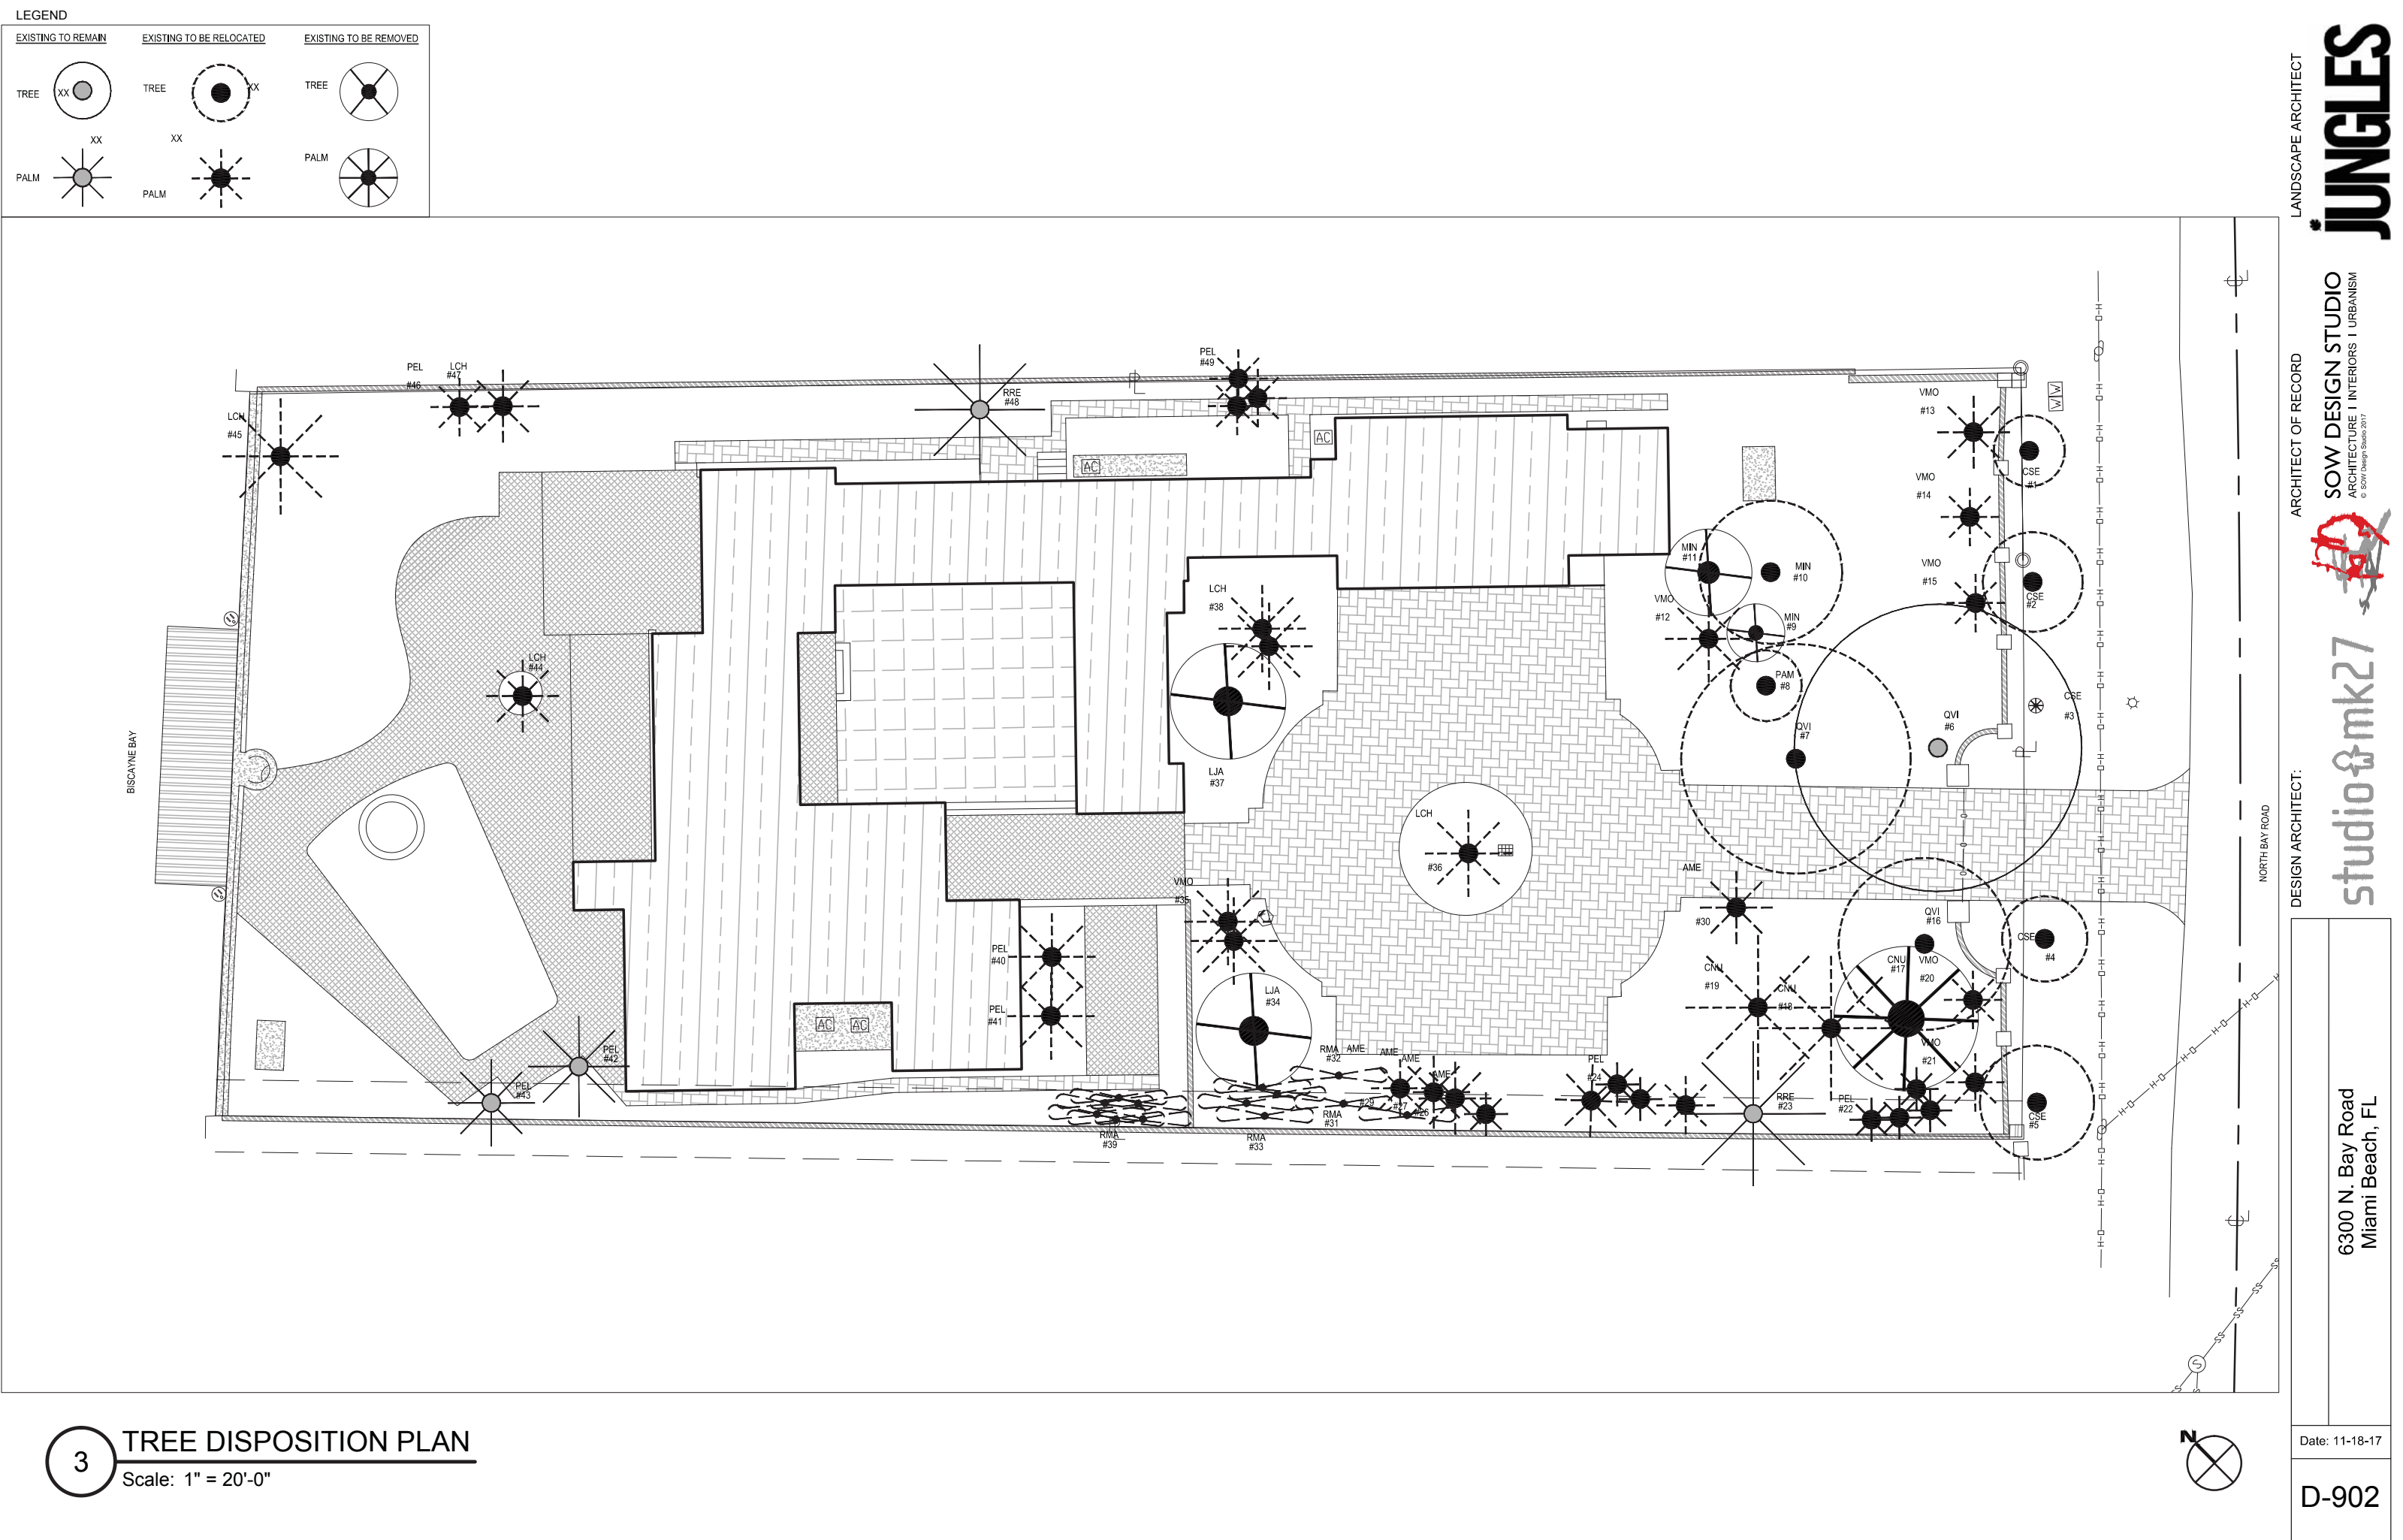 LEGEND
EXISTING TO REMAIN
EXISTING TO BE RELOCATED
EXISTING TO BE REMOVED
TREE
XX
TREE
XX
TREE
XX
XX
PALM
PALM
PALM
PEL
#46
LCH
#47
LCH
#45
RRE
#48
PEL
#49
AC
AC
VMO
#13
W W
CSE
#1
VMO
#14
MIN
#11
MIN
#10
VMO
#15
CSE
#2
LCH
#38
VMO
#12
MIN
#9
LCH
#44
PAM
#8
CSE
#3
QVI
#7
QVI
#6
LJA
#37
BISCAYNE BAY
NORTH BAY ROAD
LCH
#36
AME
#30
VMO
#35
QVI
#16
CSE
#4
PEL
#40
PEL
#41
LJA
#34
CNU
#19
CNU
#18
CNU
#17
VMO
#20
AC
AC
PEL
#42
PEL
#43
RMA
#32
AME
AME
AME
AME
#29
#27
#26
RMA
#31
RMA
#39
RMA
#33
PEL
#24
RRE
#23
PEL
#22
VMO
#21
CSE
#5
S
3
TREE DISPOSITION PLAN
Scale: 1" = 20'-0"
N
LANDSCAPE ARCHITECT
JUNGLES
ARCHITECT OF RECORD
SOW DESIGN STUDIO
ARCHITECTURE I INTERIORS I URBANISM
© SOW Design Studio 2017
DESIGN ARCHITECT:
studio mk27
6300 N. Bay Road
Miami Beach, FL
Date: 11-18-17
D-902